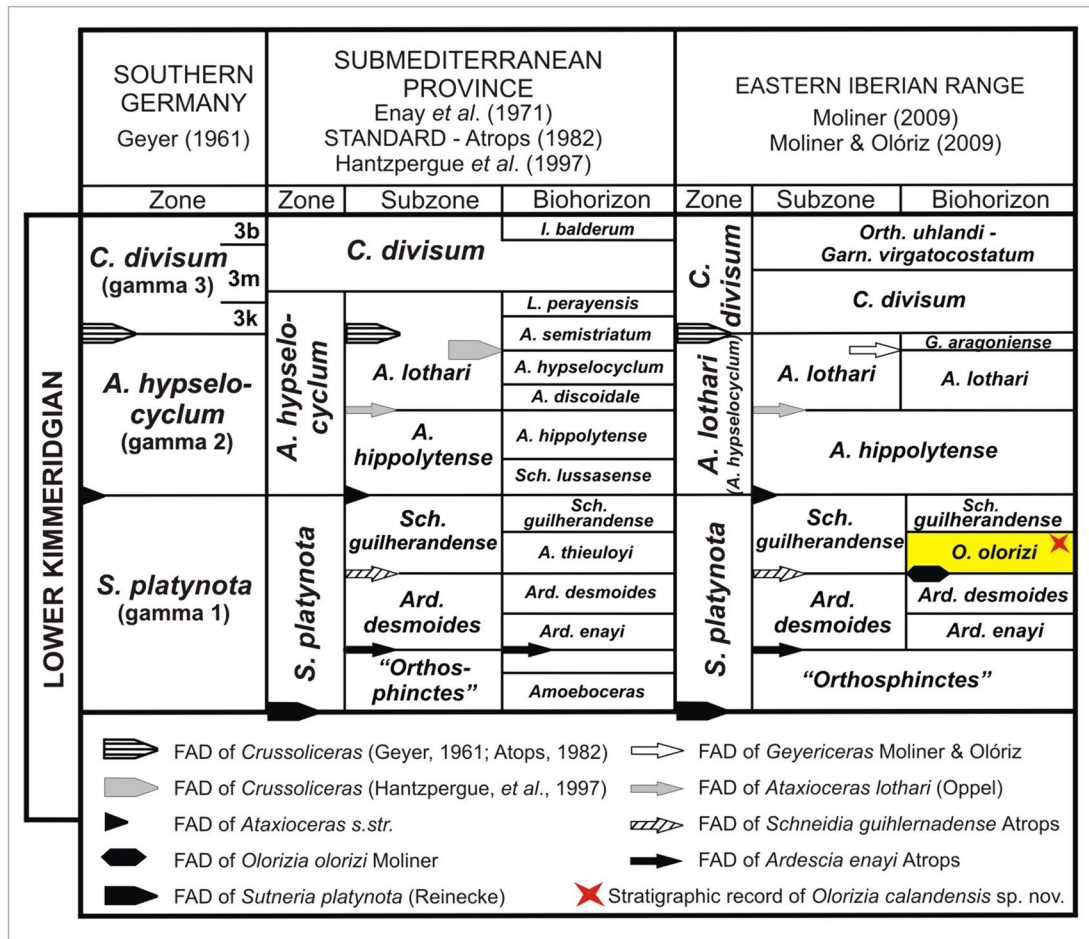 SOUTHERN
GERMANY
Geyer (1961)
SUBMEDITERRANEAN
PROVINCE
Enay et al. (1971)
STANDARD - Atrops (1982)
Hantzpergue et al. (1997)
EASTERN IBERIAN RANGE
Moliner (2009)
Moliner & Olóriz (2009)
Zone
Zone
Subzone
Biohorizon
Zone
Subzone
Biohorizon
LOWER KIMMERIDGIAN
C. divisum
(gamma 3)
3b
3m
3k
A. hypselo-
cyclum
(gamma 2)
S. platynota
(gamma 1)
C. divisum
I. balderum
A. hypselo-
cyclum
A. lothari
L. perayensis
A. semistriatum
A. hypselocyclum
A. discoidale
A.
hippolytense
A. hippolytense
Sch. lussasense
S. platynota
Sch.
guilherandense
Sch.
guilherandense
A. thieuloyi
Ard.
desmoides
Ard. desmoides
Ard. enayi
“Orthos-
phinctes”
Amoeboceras
C.
divisum
Orth. uhlandi -
Garn. virgatocostatum
C. divisum
A. lothari
(A. hypselocyclum)
A. lothari
G. aragoniense
A. lothari
A. hippolytense
S. platynota
Sch.
guilherandense
Sch.
guilherandense
O. olorizi
Ard.
desmoides
Ard. desmoides
Ard. enayi
“Orthosphinctes”
FAD of Crussoliceras (Geyer, 1961; Atops, 1982)
FAD of Crussoliceras (Hantzpergue, et al., 1997)
FAD of Ataxioceras s.str.
FAD of Olorizia olorizi Moliner
FAD of Sutneria platynota (Reinecke)
FAD of Geyericeras Moliner & Olóriz
FAD of Ataxioceras lothari (Oppel)
FAD of Schneidia guihlernadense Atrops
FAD of Ardescia enayi Atrops
Stratigraphic record of Olorizia calandensis sp. nov.